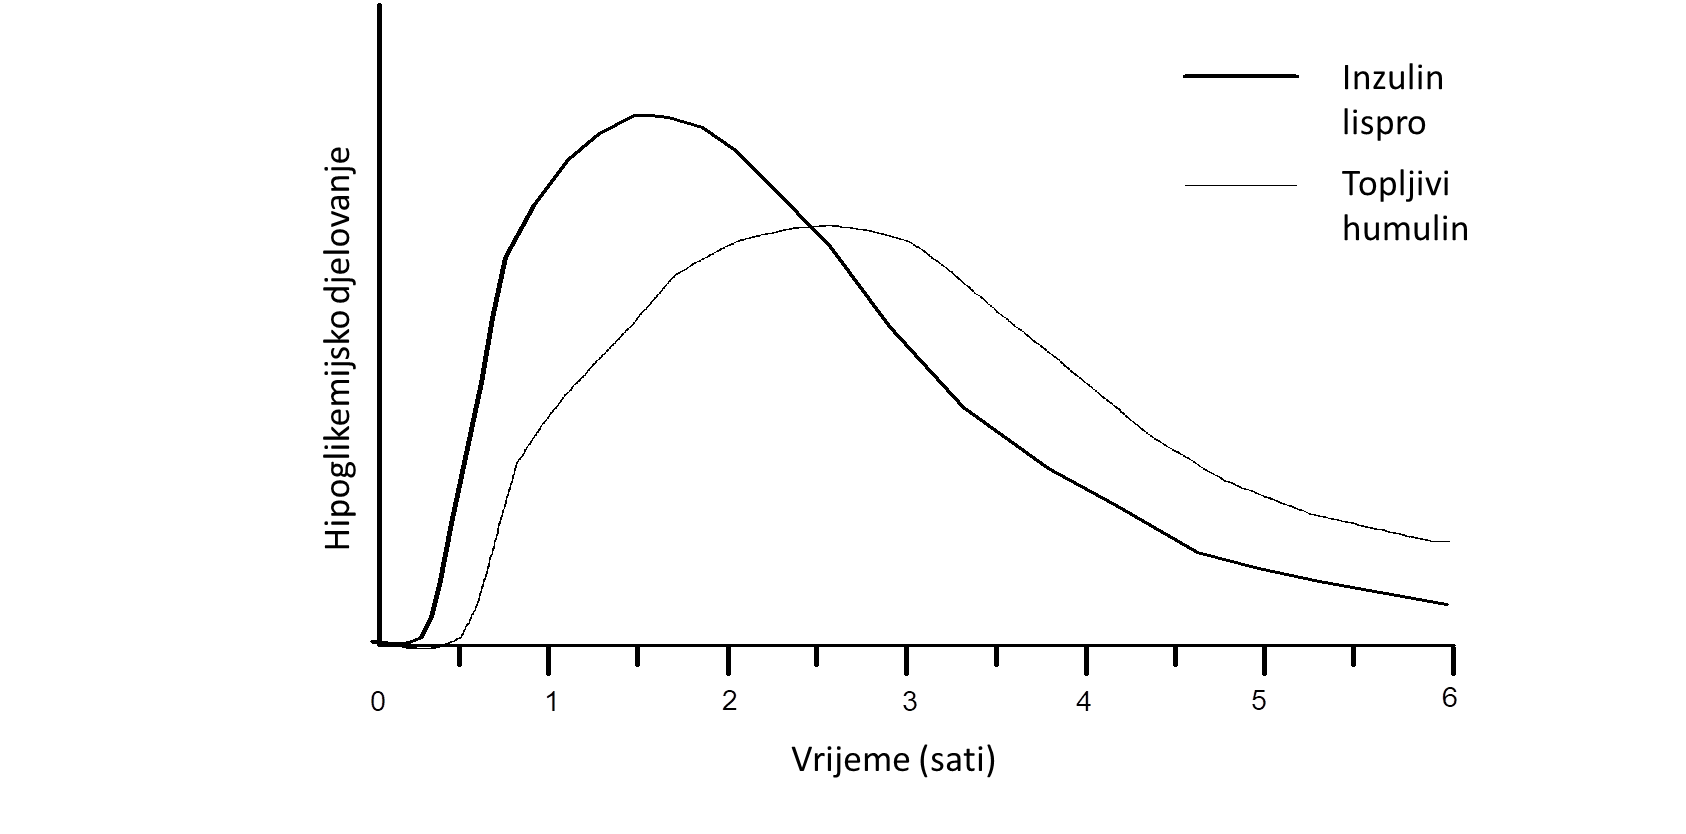 Inzulin
lispro
Topljivi
humulin
Hipoglikemijsko djelovanje
0 1 2 3 4 5 6
Vrijeme (sati)